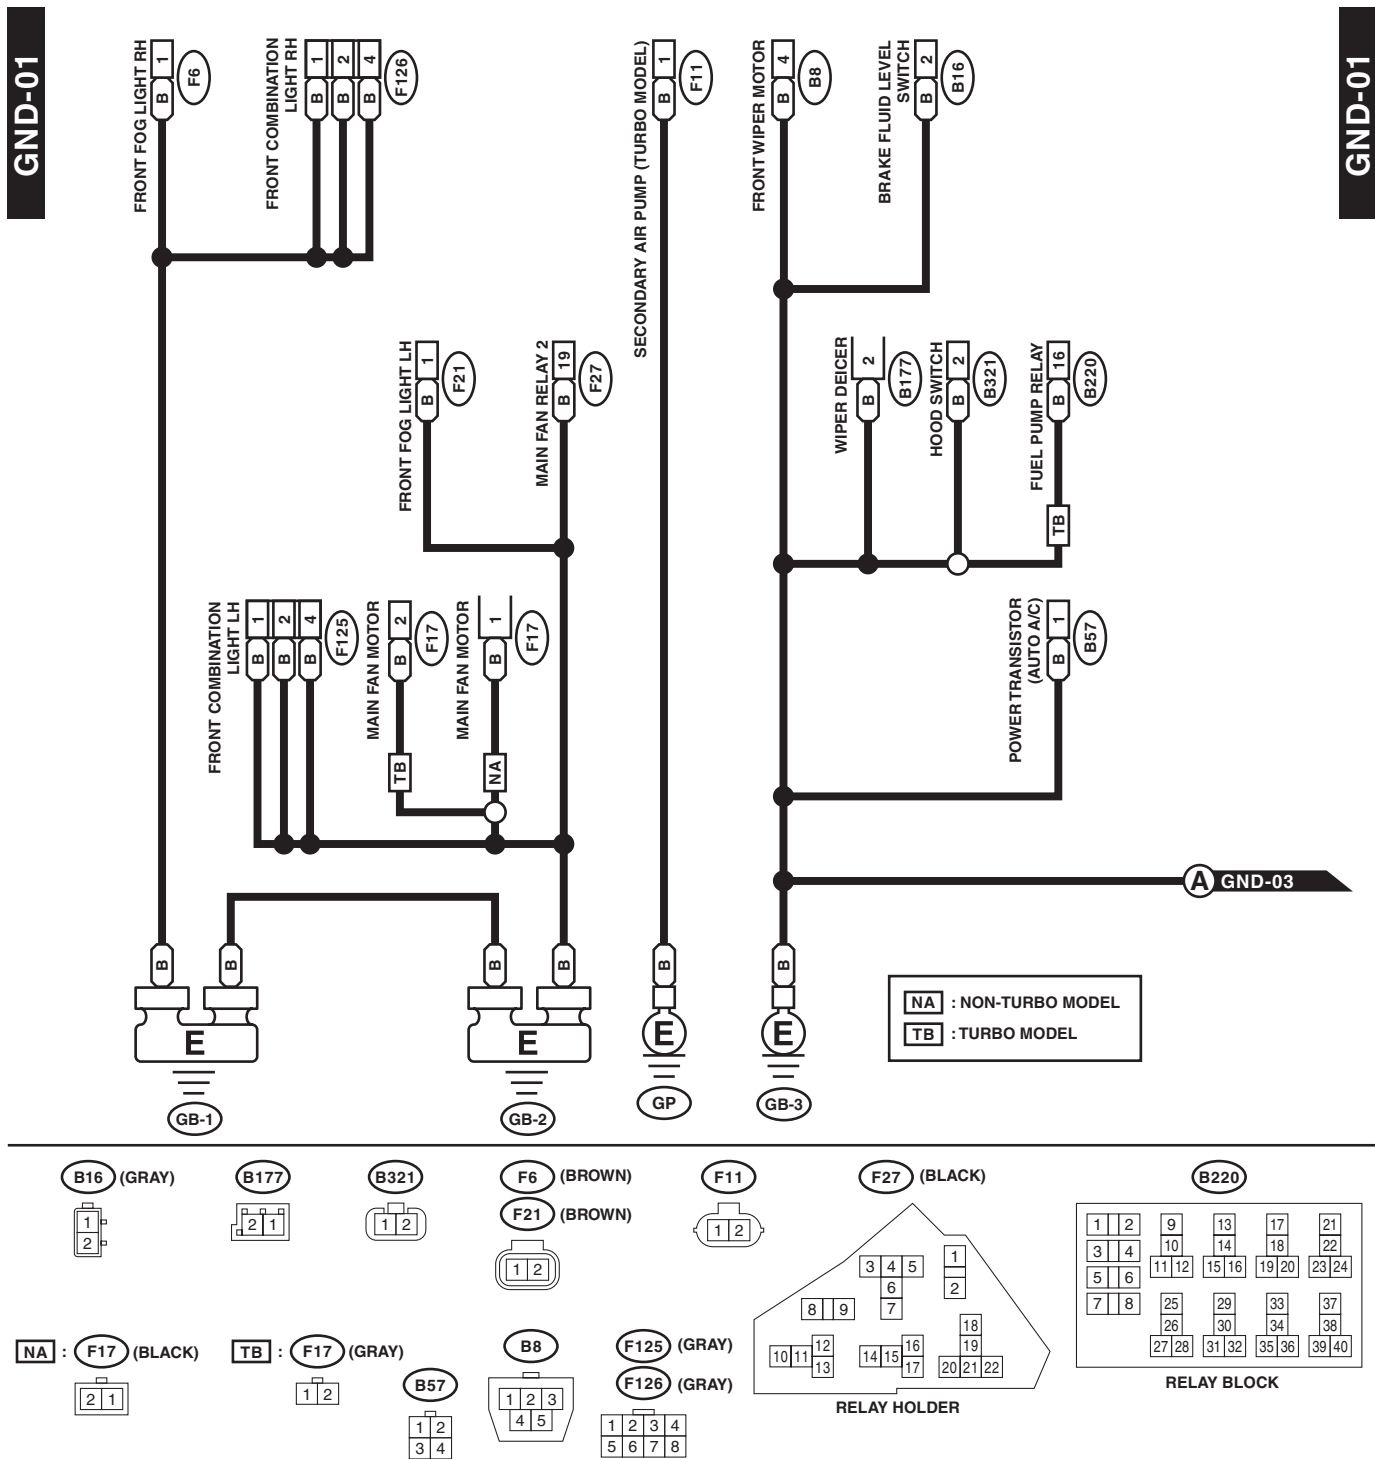 GND-01
GND-01
FRONT FOG LIGHT RH
1
B
F6
FRONT COMBINATION
LIGHT RH
1 2 4
B B B
F126
SECONDARY AIR PUMP (TURBO MODEL)
1
B
F11
FRONT WIPER MOTOR
4
B
B8
BRAKE FLUID LEVEL
SWITCH
2
B
B16
FRONT FOG LIGHT LH
1
B
F21
MAIN FAN RELAY 2
19
B
F27
WIPER DEICER
2
B
B177
HOOD SWITCH
2
B
B321
FUEL PUMP RELAY
16
B
B220
TB
FRONT COMBINATION
LIGHT LH
1 2 4
B B B
F125
MAIN FAN MOTOR
2
B
F17
TB
MAIN FAN MOTOR
1
B
F17
NA
POWER TRANSISTOR
(AUTO A/C)
1
B
B57
A GND-03
B B B B B B
E E E E
GB-1 GB-2 GP GB-3
NA : NON-TURBO MODEL
TB : TURBO MODEL
B16 (GRAY)
1
2
B177
2 1
B321
1 2
F6 (BROWN)
F21 (BROWN)
1 2
F11
1 2
F27 (BLACK)
1
2
3 4 5
6
7
8 9
10 11 12
13
14 15 16
17
18
19
20 21 22
RELAY HOLDER
B220
1 2 9 13 17 21
3 4 10 14 18 22
11 12 15 16 19 20 23 24
5 6
7 8 25 29 33 37
26 30 34 38
27 28 31 32 35 36 39 40
RELAY BLOCK
NA : F17 (BLACK)
2 1
TB : F17 (GRAY)
1 2
B57
1 2
3 4
B8
1 2 3
4 5
F125 (GRAY)
F126 (GRAY)
1 2 3 4
5 6 7 8